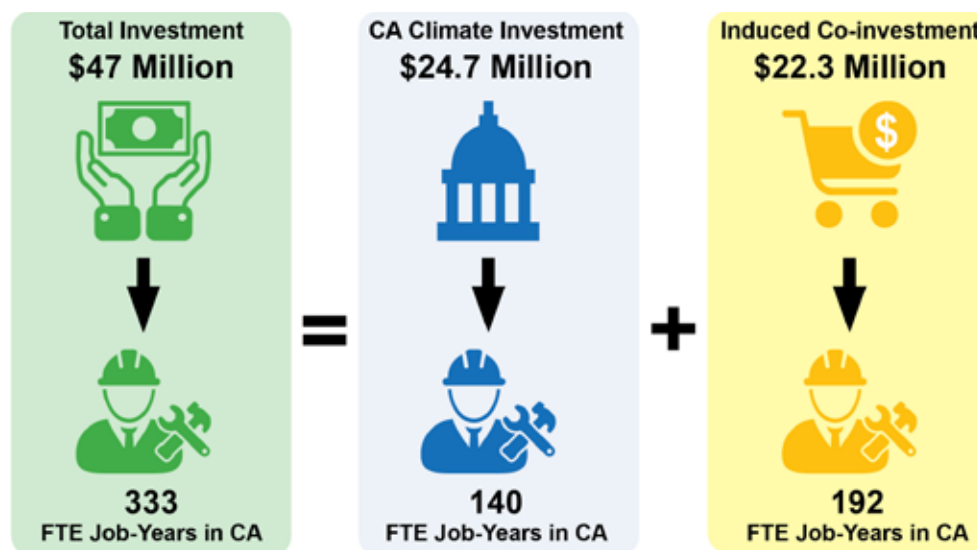 Total Investment
$47 Million
333
FTE Job-Years in CA
=
CA Climate Investment
$24.7 Million
140
FTE Job-Years in CA
+
Induced Co-investment
$22.3 Million
$
192
FTE Job-Years in CA